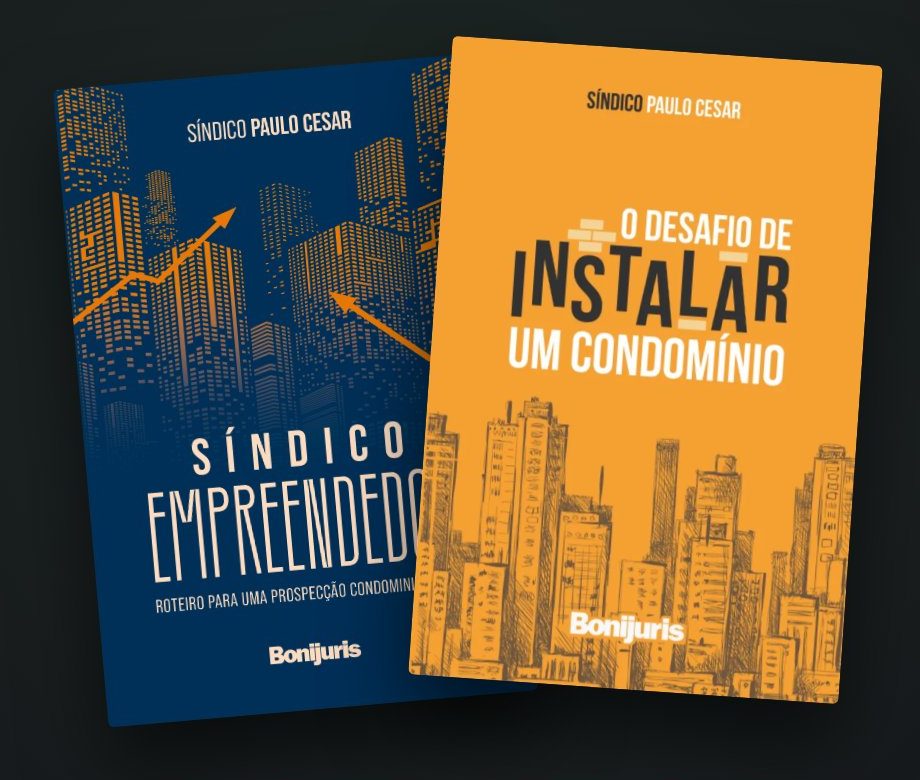 SÍNDICO PAULO CESAR
SÍNDICO
EMPREENDEDO
ROTEIRO PARA UMA PROSPECÇÃO CONDOMINI
Bonijuris
SÍNDICO PAULO CESAR
O DESAFIO DE
INSTALAR
UM CONDOMÍNIO
Bonijuris